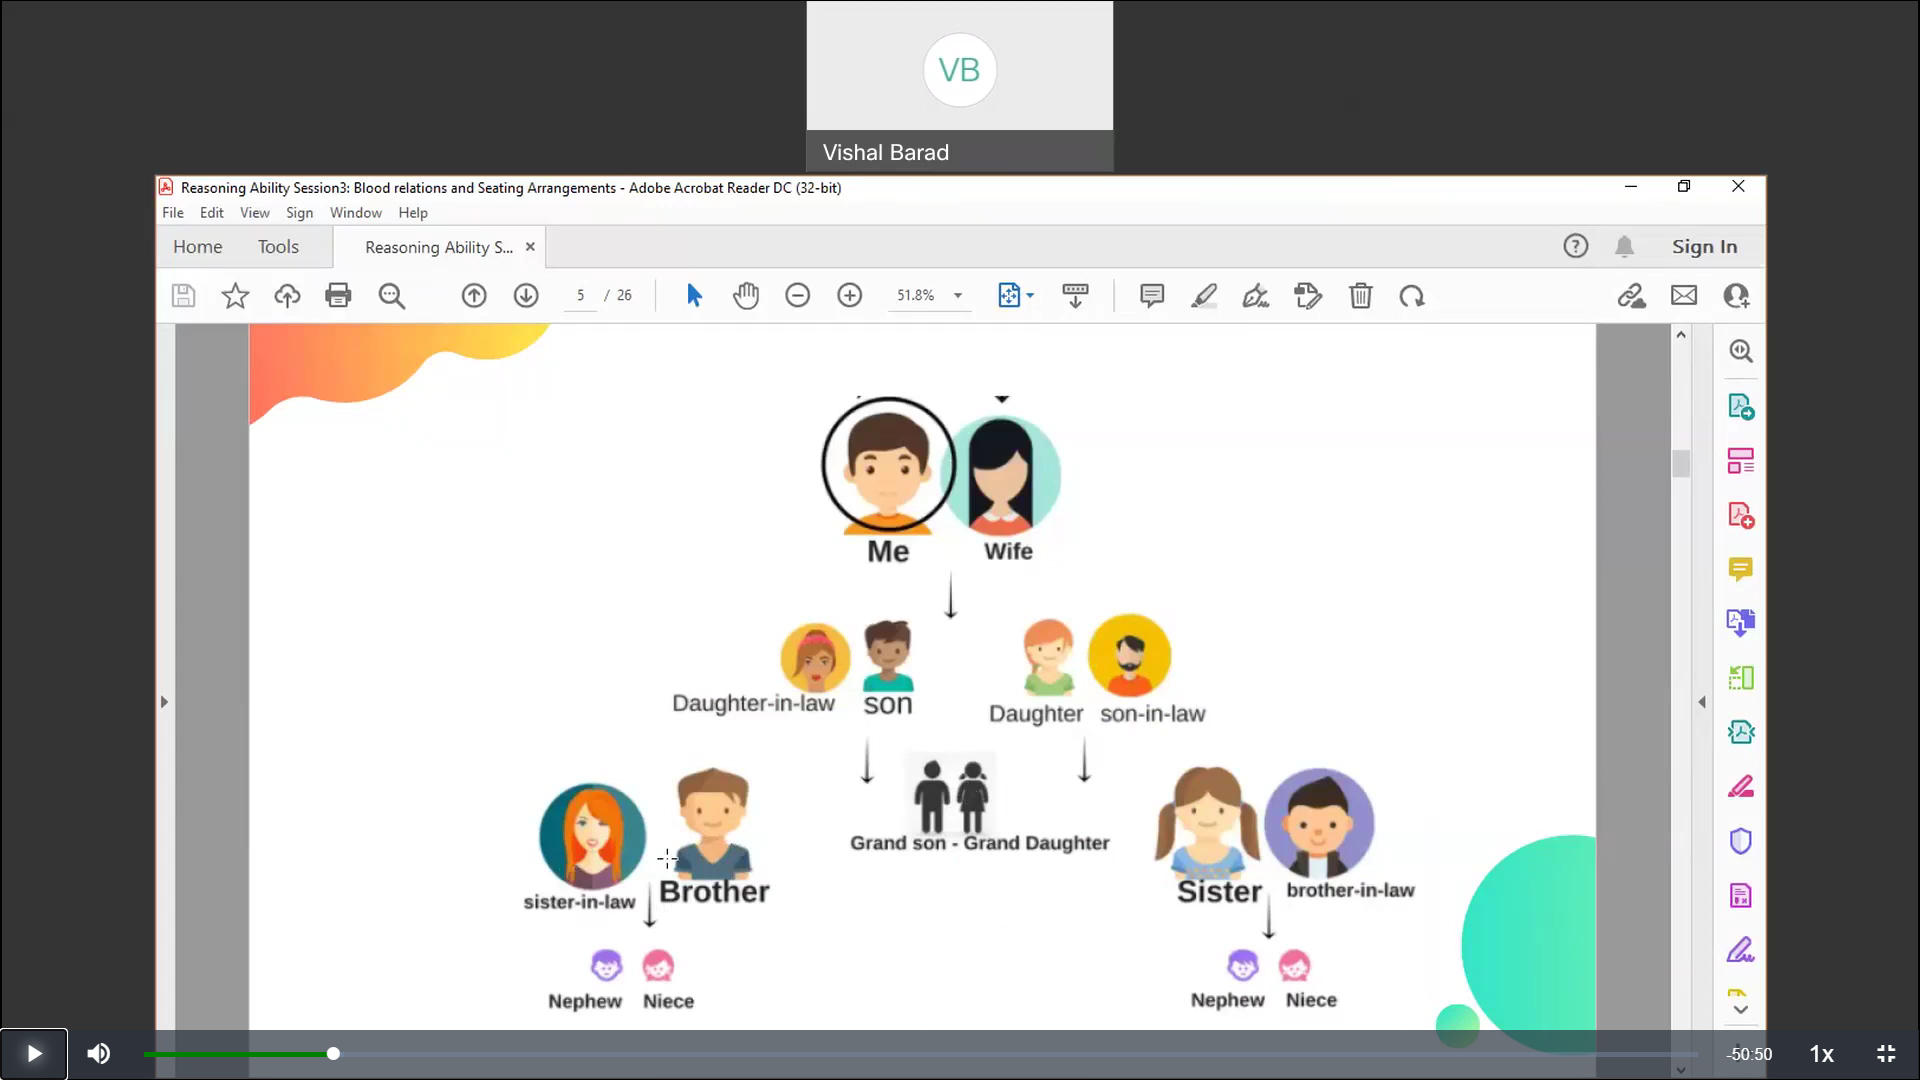 VB
Vishal Barad
Reasoning Ability Session3: Blood relations and Seating Arrangements - Adobe Acrobat Reader DC (32-bit)
File Edit View Sign Window Help
Home Tools Reasoning Ability S... Sign In
5 / 26 51.8%
Me Wife
Daughter-in-law son Daughter son-in-law
Grand son - Grand Daughter
sister-in-law Brother Sister brother-in-law
Nephew Niece Nephew Niece
-50:50 1x